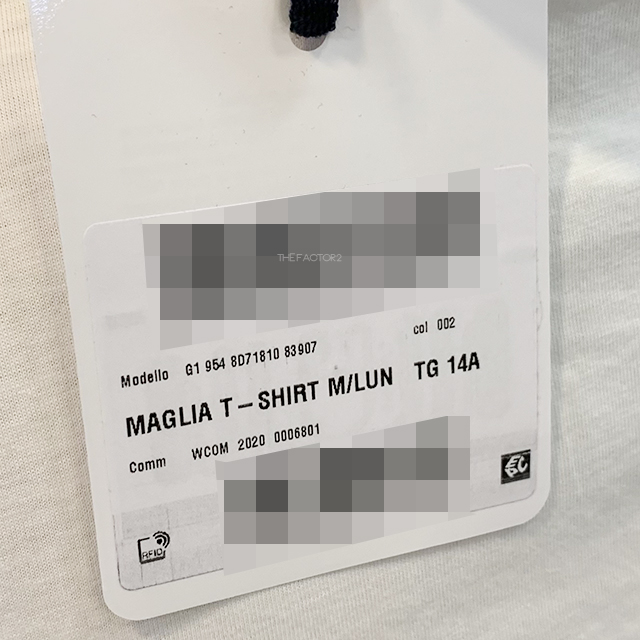 THE FACTOR2
col 002
Modello G1 954 8D71810 83907
MAGLIA T-SHIRT M/LUN TG 14A
Comm WCOM 2020 0006801
RFID